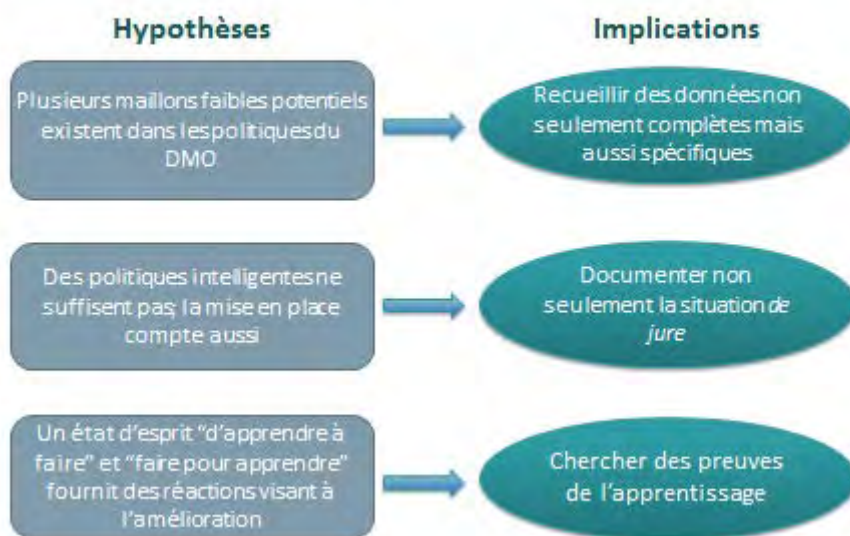 Hypothèses
Implications
Plusieurs maillons faibles potentiels
existent dans les politiques du
DMO
Recueillir des données non
seulement complètes mais
aussi spécifiques
Des politiques intelligentes ne
suffisent pas; la mise en place
compte aussi
Documenter non
seulement la situation de
jure
Un état d’esprit “d’apprendre à
faire” et “faire pour apprendre”
fournit des réactions visant à
l’amélioration
Chercher des preuves
de l’apprentissage